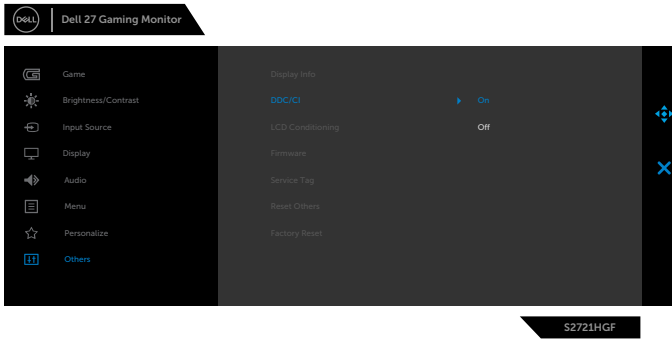 DELL
Dell 27 Gaming Monitor
Game
Display Info
Brightness/Contrast
DDC/CI
On
Input Source
LCD Conditioning
Off
Display
Firmware
Audio
Service Tag
Menu
Reset Others
Personalize
Factory Reset
Others
S2721HGF